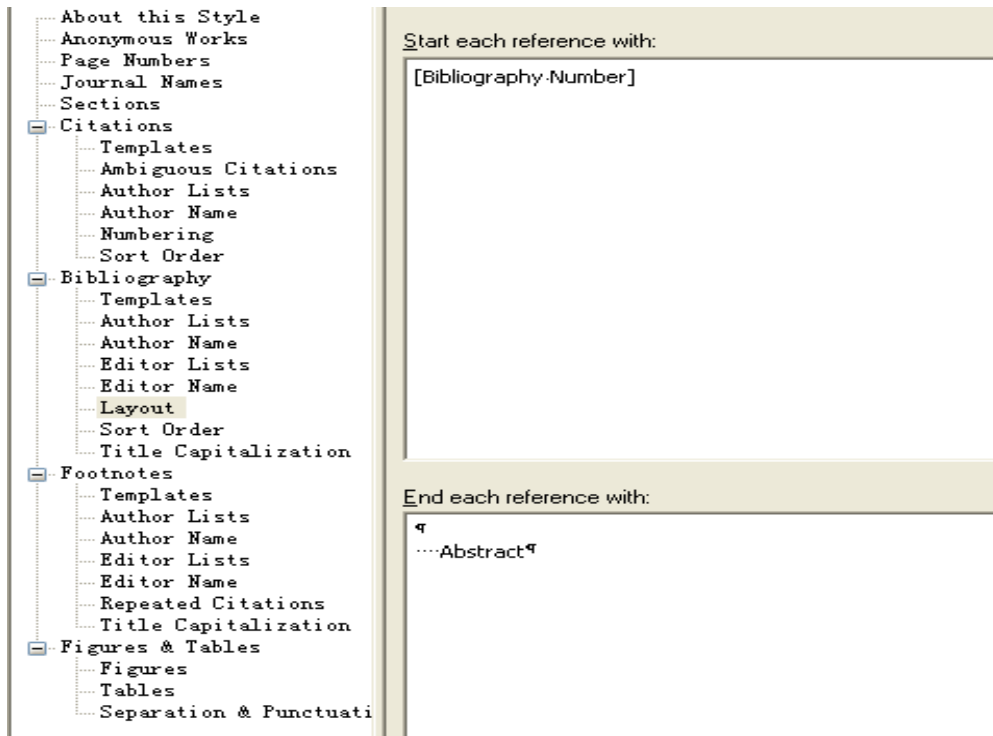 About this Style
Anonymous Works
Page Numbers
Journal Names
Sections
Citations
Templates
Ambiguous Citations
Author Lists
Author Name
Numbering
Sort Order
Bibliography
Templates
Author Lists
Author Name
Editor Lists
Editor Name
Layout
Sort Order
Title Capitalization
Footnotes
Templates
Author Lists
Author Name
Editor Lists
Editor Name
Repeated Citations
Title Capitalization
Figures & Tables
Figures
Tables
Separation & Punctuati
Start each reference with:
[Bibliography·Number]
End each reference with:
¶
····Abstract¶